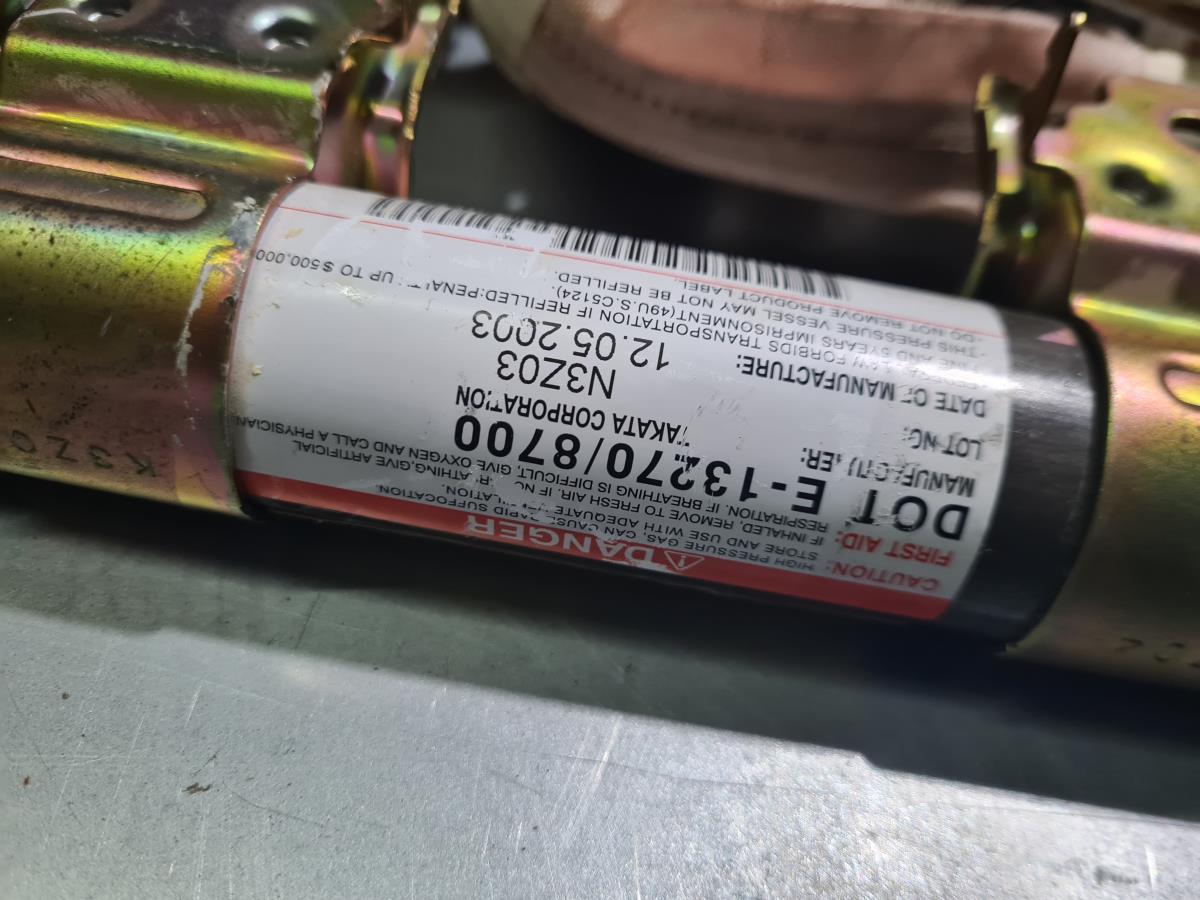 DANGER
CAUTION: HIGH PRESSURE GAS, CAN CAUSE RAPID SUFFOCATION.
STORE AND USE WITH ADEQUATE
FIRST AID: IF INHALED, REMOVE TO FRESH AIR, IF NO BREATHING, GIVE ARTIFICIAL
RESPIRATION. IF BREATHING IS DIFFICULT, GIVE OXYGEN AND CALL A PHYSICIAN
DOT E-13270/8700
MANUFACTURER: TAKATA CORPORATION
LOT NO: N3Z03
DATE OF MANUFACTURE: 12.05.2003
LAW FORBIDS TRANSPORTATION IF REFILLED:PENALTY UP TO $500,000
AND 5YEARS IMPRISONMENT(49U.S.C5124).
-THIS PRESSURE VESSEL MAY NOT BE REFILLED.
-DO NOT REMOVE PRODUCT LABEL.
K3Z0